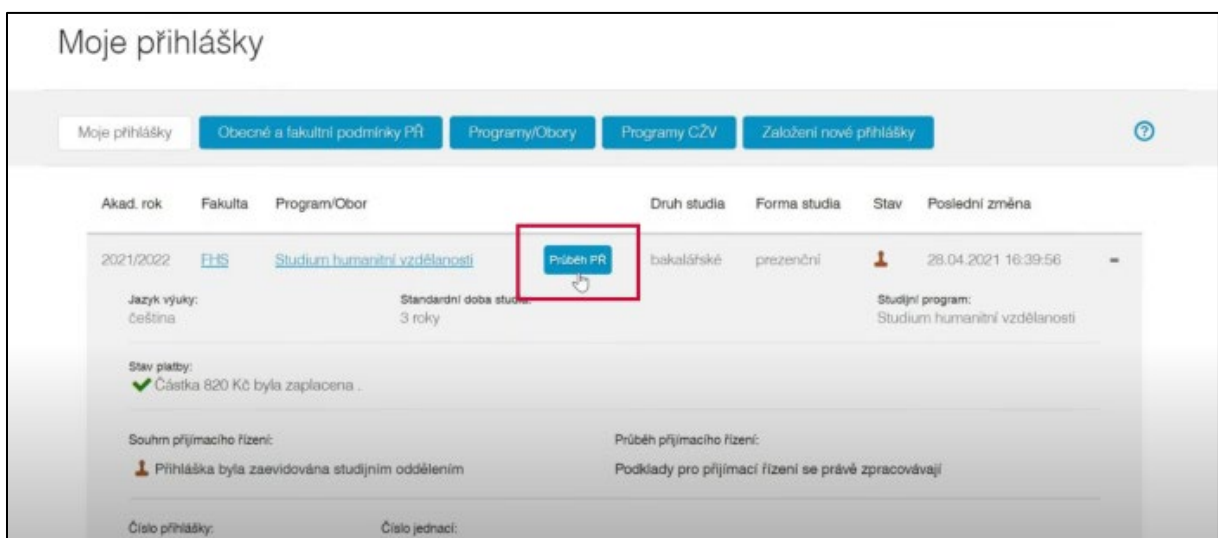 Moje přihlášky
Moje přihlášky Obecné a fakultní podmínky PŘ Programy/Obory Programy CŽV Založení nové přihlášky ?
Akad. rok Fakulta Program/Obor Druh studia Forma studia Stav Poslední změna
2021/2022 FHS Studium humanitní vzdělanosti Průběh PŘ bakalářské prezenční 28.04.2021 16:39:56 -
Jazyk výuky: Standardní doba studia: Studijní program:
čeština 3 roky Studium humanitní vzdělanosti
Stav platby:
Částka 820 Kč byla zaplacena .
Souhrn přijímacího řízení: Průběh přijímacího řízení:
Přihláška byla zaevidována studijním oddělením Podklady pro přijímací řízení se právě zpracovávají
Číslo přihlášky: Číslo jednací: